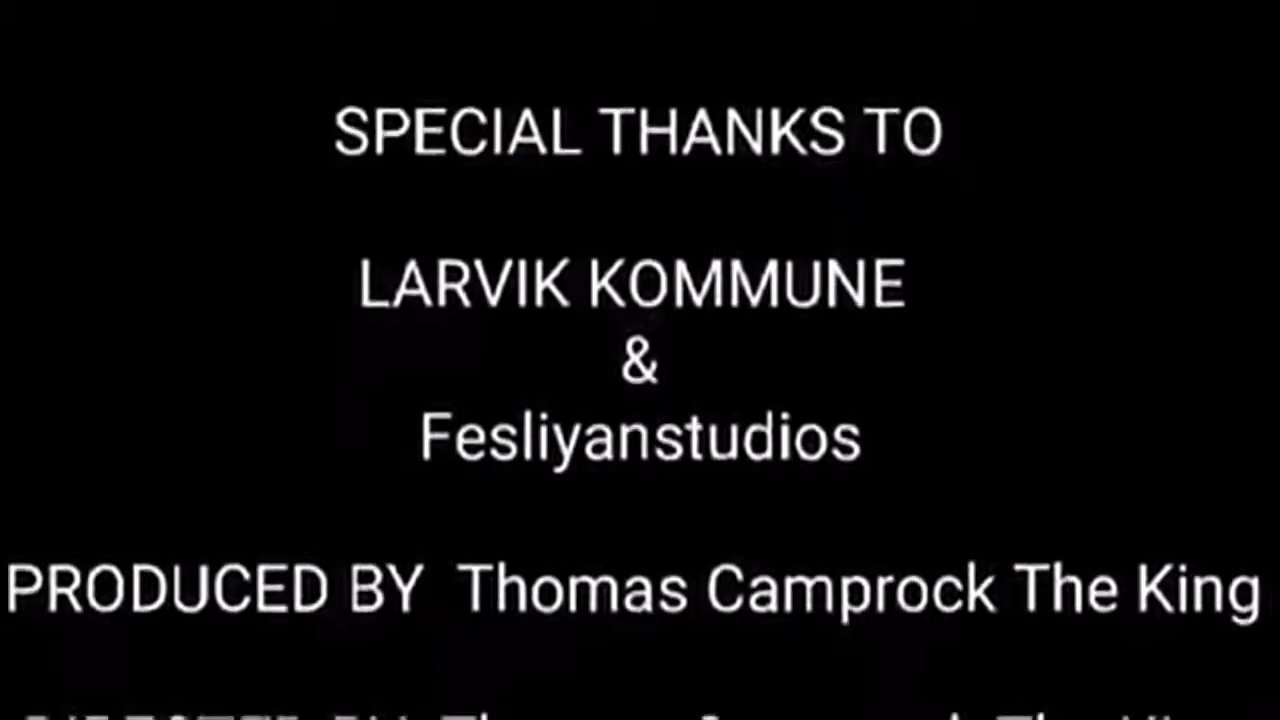 SPECIAL THANKS TO
LARVIK KOMMUNE
&
Fesliyanstudios
PRODUCED BY  Thomas Camprock The King